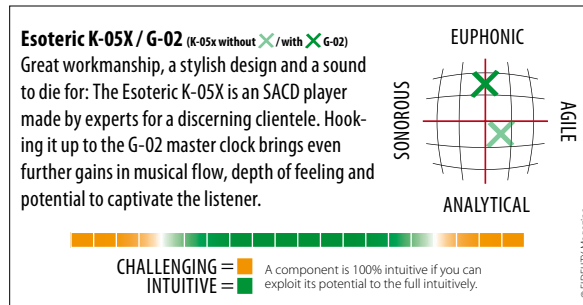 Esoteric K-05X / G-02 (K-05x without X / with X G-02)
Great workmanship, a stylish design and a sound
to die for: The Esoteric K-05X is an SACD player
made by experts for a discerning clientele. Hook-
ing it up to the G-02 master clock brings even
further gains in musical flow, depth of feeling and
potential to captivate the listener.
EUPHONIC
SONOROUS
AGILE
ANALYTICAL
CHALLENGING =
INTUITIVE =
A component is 100% intuitive if you can
exploit its potential to the full intuitively.